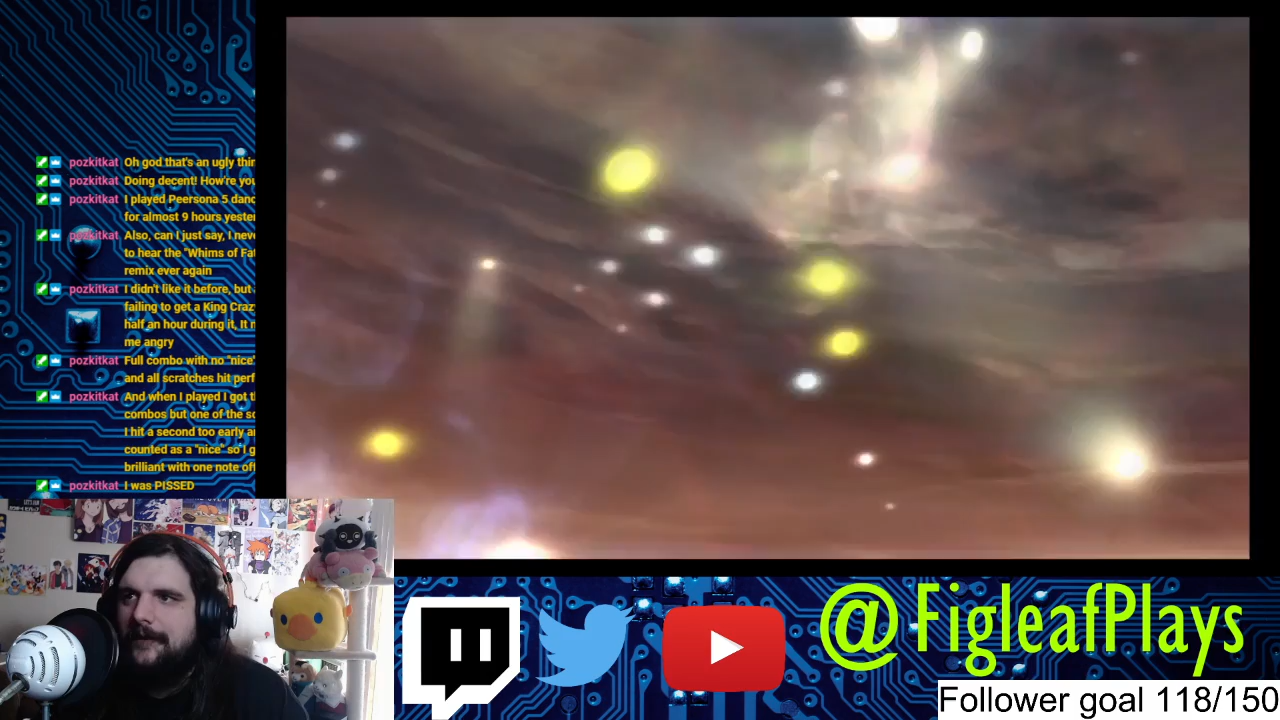 pozkitkat Oh god that's an ugly thin
pozkitkat Doing decent! How're you
pozkitkat I played Peersona 5 danc
for almost 9 hours yester
pozkitkat Also, can I just say, I neve
to hear the "Whims of Fat
remix ever again
pozkitkat I didn't like it before, but
failing to get a King Crazy
half an hour during it, It m
me angry
pozkitkat Full combo with no "nice"
and all scratches hit perf
pozkitkat And when I played I got th
combos but one of the sc
I hit a second too early an
counted as a "nice" so I g
brilliant with one note off
pozkitkat I was PISSED
@FigleafPlays
Follower goal 118/150